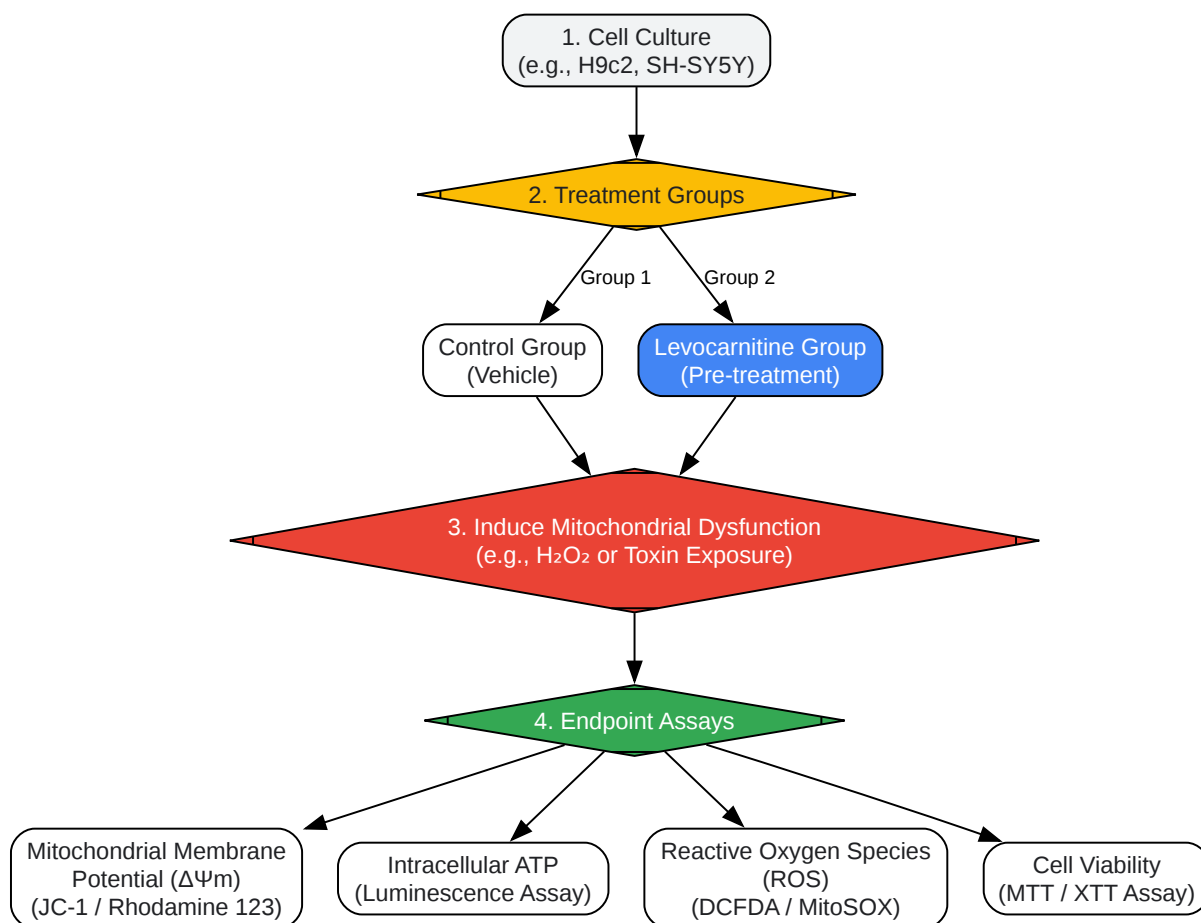 1. Cell Culture
(e.g., H9c2, SH-SY5Y)
2. Treatment Groups
Group 1
Group 2
Control Group
(Vehicle)
Levocarnitine Group
(Pre-treatment)
3. Induce Mitochondrial Dysfunction
(e.g., H₂O₂ or Toxin Exposure)
4. Endpoint Assays
Mitochondrial Membrane
Potential (ΔΨm)
(JC-1 / Rhodamine 123)
Intracellular ATP
(Luminescence Assay)
Reactive Oxygen Species
(ROS)
(DCFDA / MitoSOX)
Cell Viability
(MTT / XTT Assay)